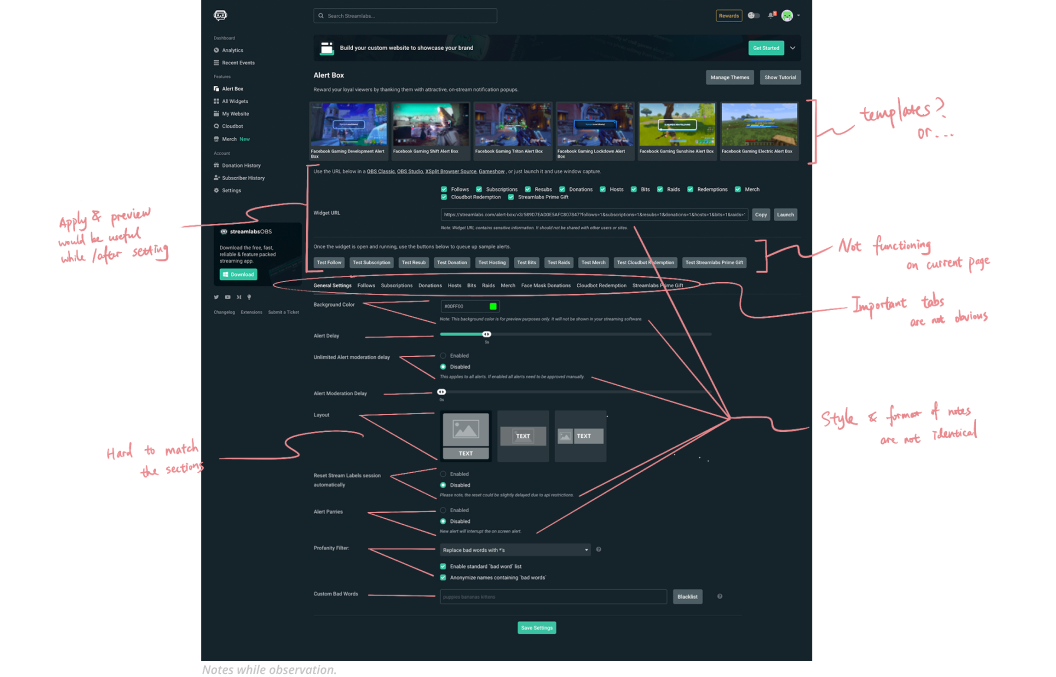 Search Streamlabs...
Rewards
Dashboard
Analytics
Recent Events
Features
Alert Box
All Widgets
My Website
Cloudbot
Merch New
Account
Donation History
Subscriber History
Settings
streamlabsOBS
Download the free, fast,
reliable & feature packed
streaming app.
Download
Changelog Extensions Submit a Ticket
Build your custom website to showcase your brand
Get Started
Alert Box
Manage Themes
Show Tutorial
Reward your loyal viewers by thanking them with attractive, on-stream notification popups.
Facebook Gaming Development Alert
Box
Facebook Gaming Shift Alert Box
Facebook Gaming Triton Alert Box
Facebook Gaming Lockdown Alert
Box
Facebook Gaming Sunshine Alert Box
Facebook Gaming Electric Alert Box
Use the URL below in a OBS Classic, OBS Studio, XSplit Browser Source, Gameshow , or just launch it and use window capture.
Follows Subscriptions Resubs Donations Hosts Bits Raids Redemptions Merch
Cloudbot Redemption Streamlabs Prime Gift
Widget URL
Copy
Launch
Note: Widget URL contains sensitive information. It should not be shared with other users or sites.
Once the widget is open and running, use the buttons below to queue up sample alerts.
Test Follow Test Subscription Test Resub Test Donation Test Hosting Test Bits Test Raids Test Merch Test Cloudbot Redemption Test Streamlabs Prime Gift
General Settings Follows Subscriptions Donations Hosts Bits Raids Merch Face Mask Donations Cloudbot Redemption Streamlabs Prime Gift
Background Color
#00FF00
Note: This background color is for preview purposes only. It will not be shown in your streaming software.
Alert Delay
0s
Unlimited Alert moderation delay
Enabled
Disabled
This applies to all alerts. If enabled all alerts need to be approved manually
Alert Moderation Delay
0s
Layout
TEXT
TEXT
TEXT
Reset Stream Labels session
automatically
Enabled
Disabled
Please note, the reset could be slightly delayed due to api restrictions.
Alert Parries
Enabled
Disabled
New alert will interrupt the on screen alert
Profanity Filter:
Replace bad words with *'s
Enable standard 'bad word' list
Anonymize names containing 'bad words'
Custom Bad Words
Blacklist
Save Settings
templates?
or...
Apply & preview
would be useful
while / after setting
Not functioning
on current page
Important tabs
are not obvious
Style & format of notes
are not identical
Hard to match
the sections
Notes while observation.